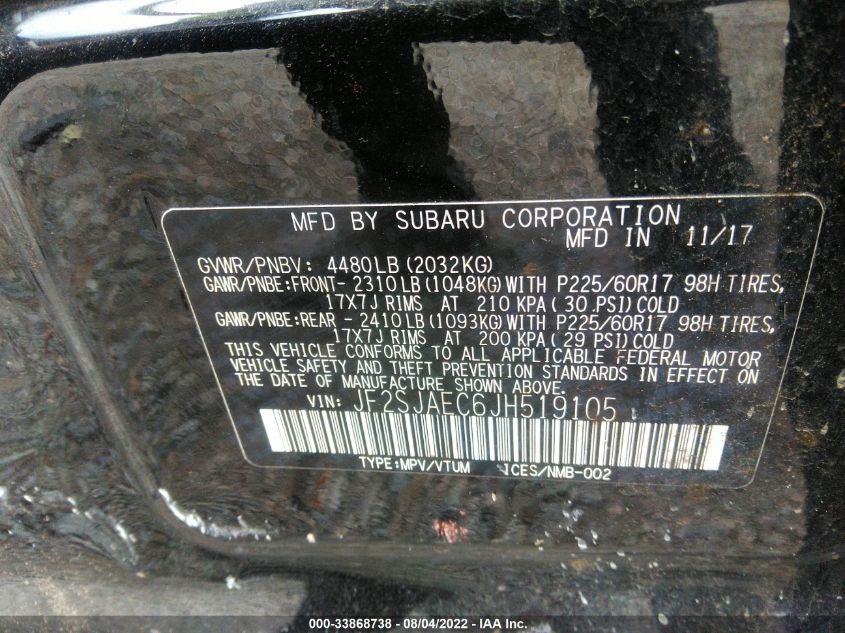 MFD BY SUBARU CORPORATION
MFD IN 11/17
GVWR/PNBV: 4480LB (2032KG)
GAWR/PNBE:FRONT- 2310 LB (1048KG) WITH P225/60R17 98H TIRES,
17X7J RIMS AT 210 KPA (30 PSI) COLD
GAWR/PNBE:REAR - 2410 LB (1093KG) WITH P225/60R17 98H TIRES,
17X7J RIMS AT 200 KPA (29 PSI) COLD
THIS VEHICLE CONFORMS TO ALL APPLICABLE FEDERAL MOTOR
VEHICLE SAFETY AND THEFT PREVENTION STANDARDS IN EFFECT ON
THE DATE OF MANUFACTURE SHOWN ABOVE.
VIN: JF2SJAEC6JH519105
TYPE:MPV/VTUM ICES/NMB-002
000-33868738 - 08/04/2022 - IAA Inc.